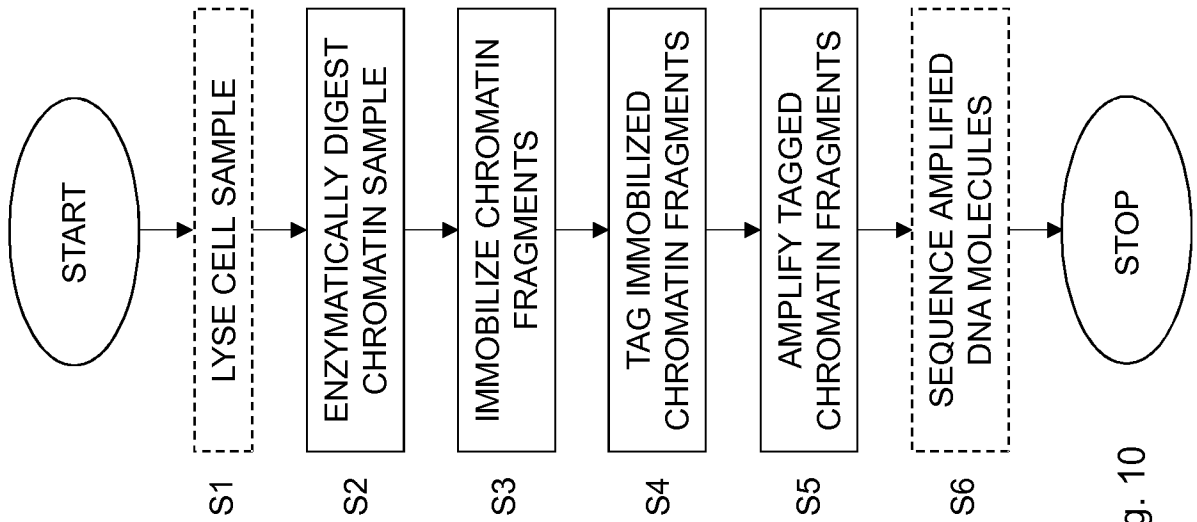 START
S1
LYSE CELL SAMPLE
S2
ENZYMATICALLY DIGEST
CHROMATIN SAMPLE
S3
IMMOBILIZE CHROMATIN
FRAGMENTS
S4
TAG IMMOBILIZED
CHROMATIN FRAGMENTS
S5
AMPLIFY TAGGED
CHROMATIN FRAGMENTS
S6
SEQUENCE AMPLIFIED
DNA MOLECULES
STOP
g. 10